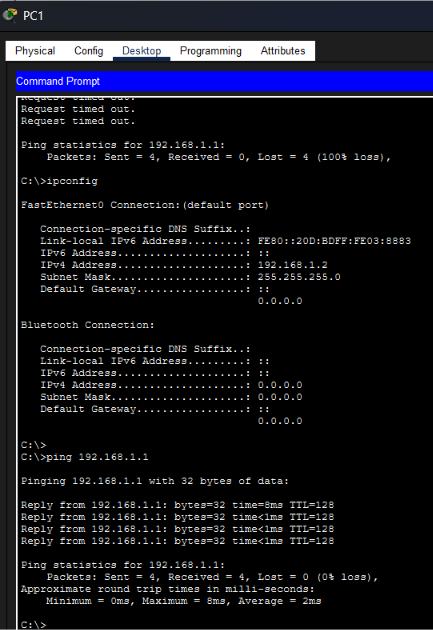 PC1
Physical Config Desktop Programming Attributes
Command Prompt
Request timed out.
Request timed out.
Request timed out.
Ping statistics for 192.168.1.1:
Packets: Sent = 4, Received = 0, Lost = 4 (100% loss),
C:\>ipconfig
FastEthernet0 Connection:(default port)
Connection-specific DNS Suffix..:
Link-local IPv6 Address.........: FE80::20D:BDFF:FE03:8883
IPv6 Address....................: ::
IPv4 Address....................: 192.168.1.2
Subnet Mask.....................: 255.255.255.0
Default Gateway.................: ::
0.0.0.0
Bluetooth Connection:
Connection-specific DNS Suffix..:
Link-local IPv6 Address.........: ::
IPv6 Address....................: ::
IPv4 Address....................: 0.0.0.0
Subnet Mask.....................: 0.0.0.0
Default Gateway.................: ::
0.0.0.0
C:\>
C:\>ping 192.168.1.1
Pinging 192.168.1.1 with 32 bytes of data:
Reply from 192.168.1.1: bytes=32 time=8ms TTL=128
Reply from 192.168.1.1: bytes=32 time<1ms TTL=128
Reply from 192.168.1.1: bytes=32 time<1ms TTL=128
Reply from 192.168.1.1: bytes=32 time<1ms TTL=128
Ping statistics for 192.168.1.1:
Packets: Sent = 4, Received = 4, Lost = 0 (0% loss),
Approximate round trip times in milli-seconds:
Minimum = 0ms, Maximum = 8ms, Average = 2ms
C:\>